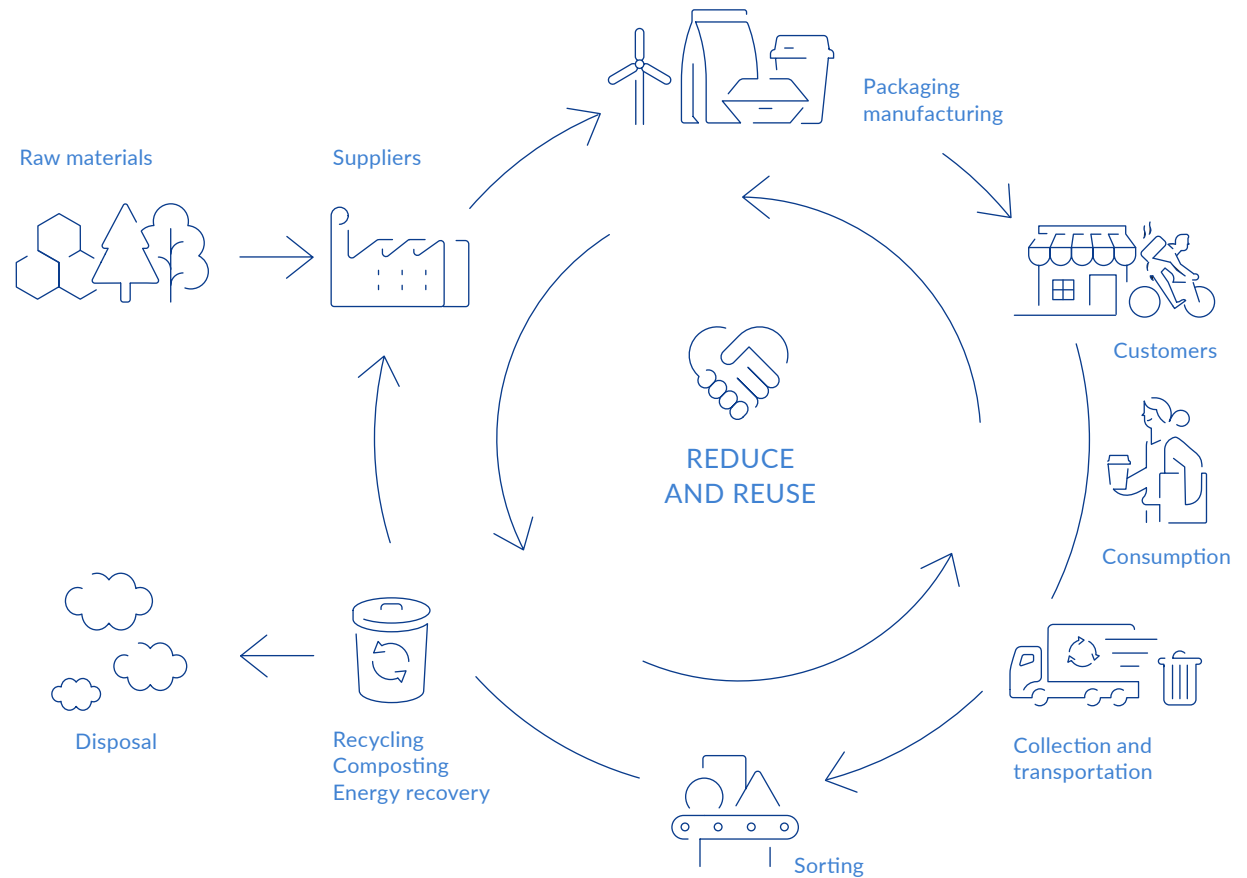 Packaging
manufacturing
Raw materials
Suppliers
Customers
REDUCE
AND REUSE
Consumption
Disposal
Recycling
Composting
Energy recovery
Collection and
transportation
Sorting